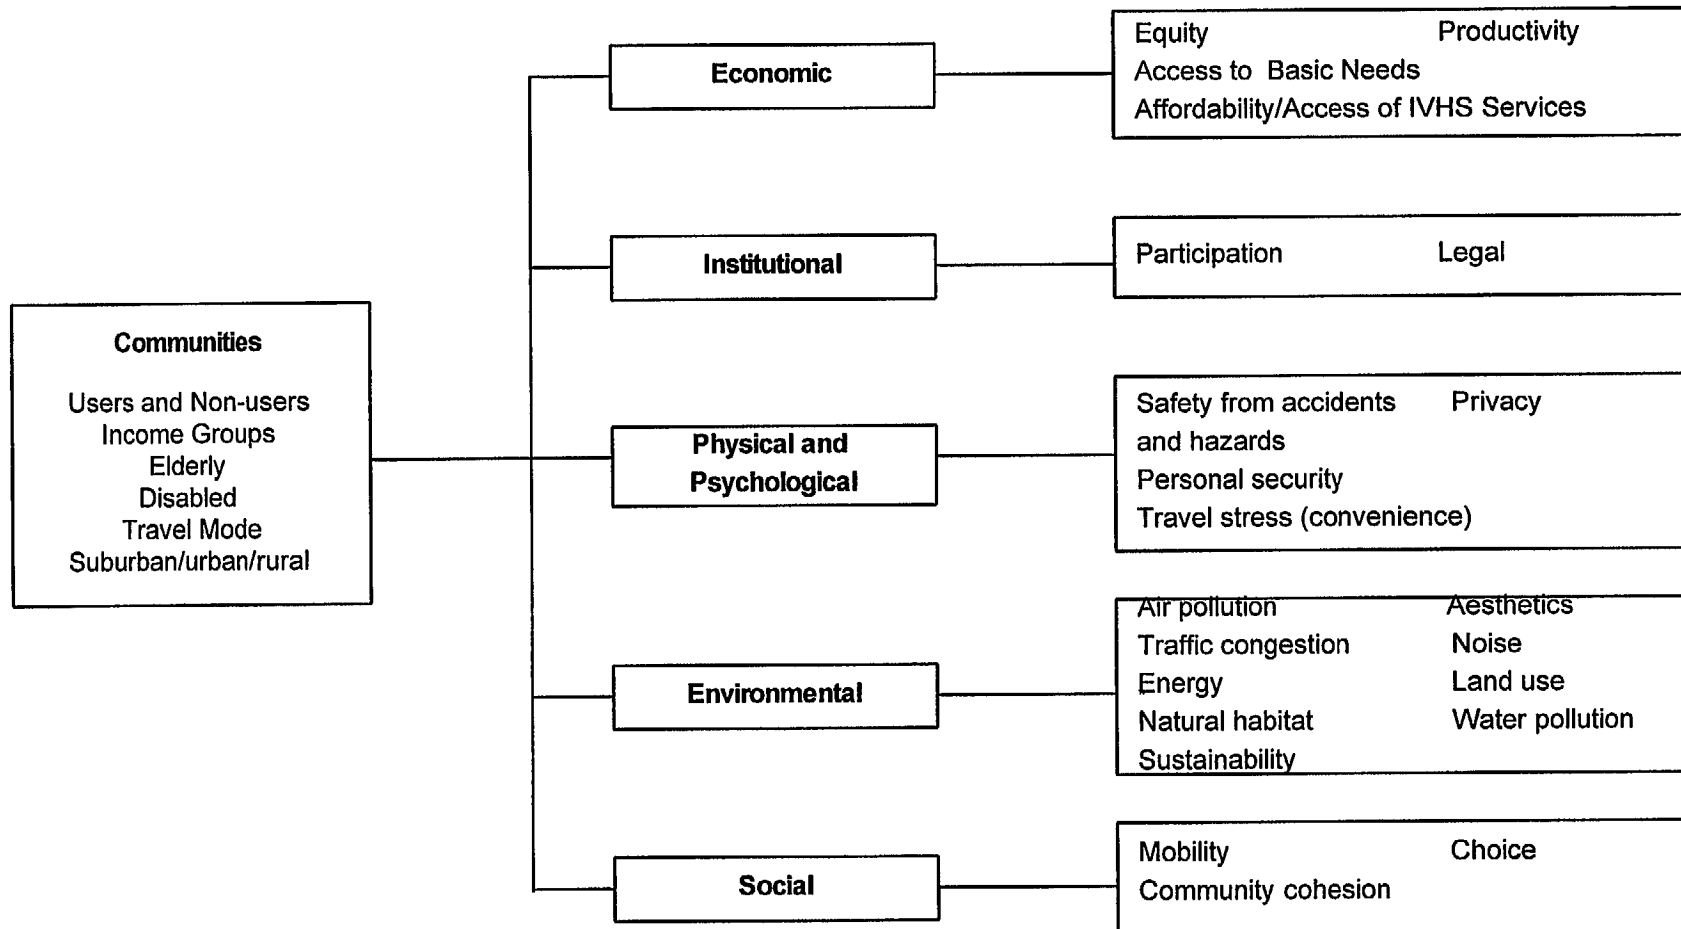 Communities
Users and Non-users
Income Groups
Elderly
Disabled
Travel Mode
Suburban/urban/rural
Economic
Equity Productivity
Access to Basic Needs
Affordability/Access of IVHS Services
Institutional
Participation Legal
Physical and
Psychological
Safety from accidents Privacy
and hazards
Personal security
Travel stress (convenience)
Environmental
Air pollution Aesthetics
Traffic congestion Noise
Energy Land use
Natural habitat Water pollution
Sustainability
Social
Mobility Choice
Community cohesion